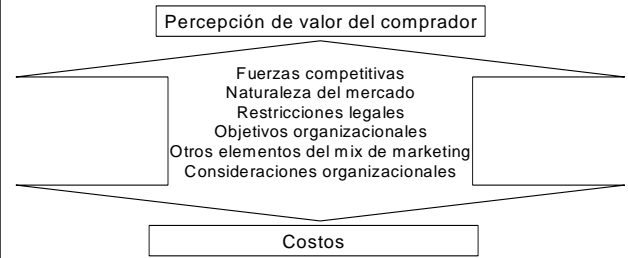 Percepción de valor del comprador
Fuerzas competitivas
Naturaleza del mercado
Restricciones legales
Objetivos organizacionales
Otros elementos del mix de marketing
Consideraciones organizacionales
Costos